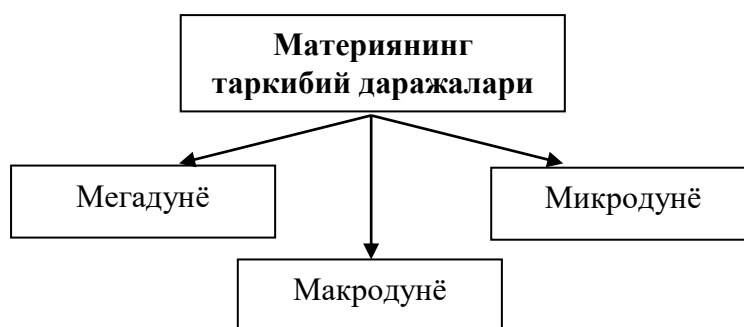 Материянинг
таркибий даражалари
Мегадунё
Микродунё
Макродунё